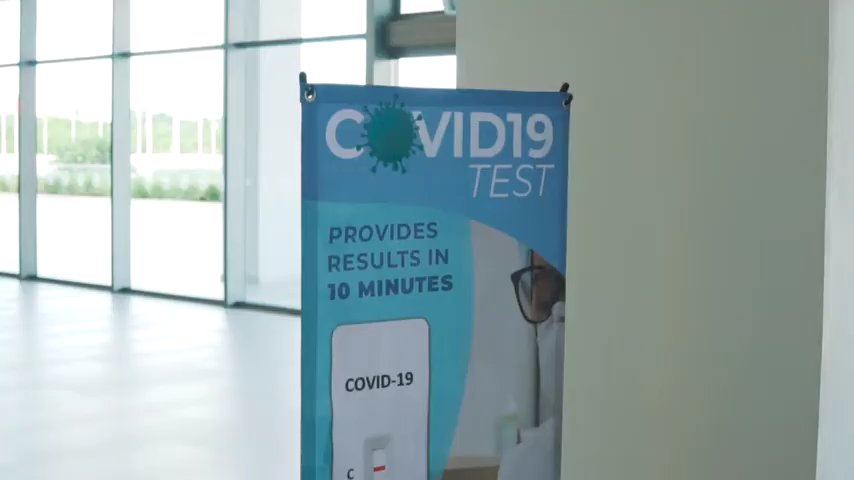 COVID19
TEST
PROVIDES
RESULTS IN
10 MINUTES
COVID-19
C